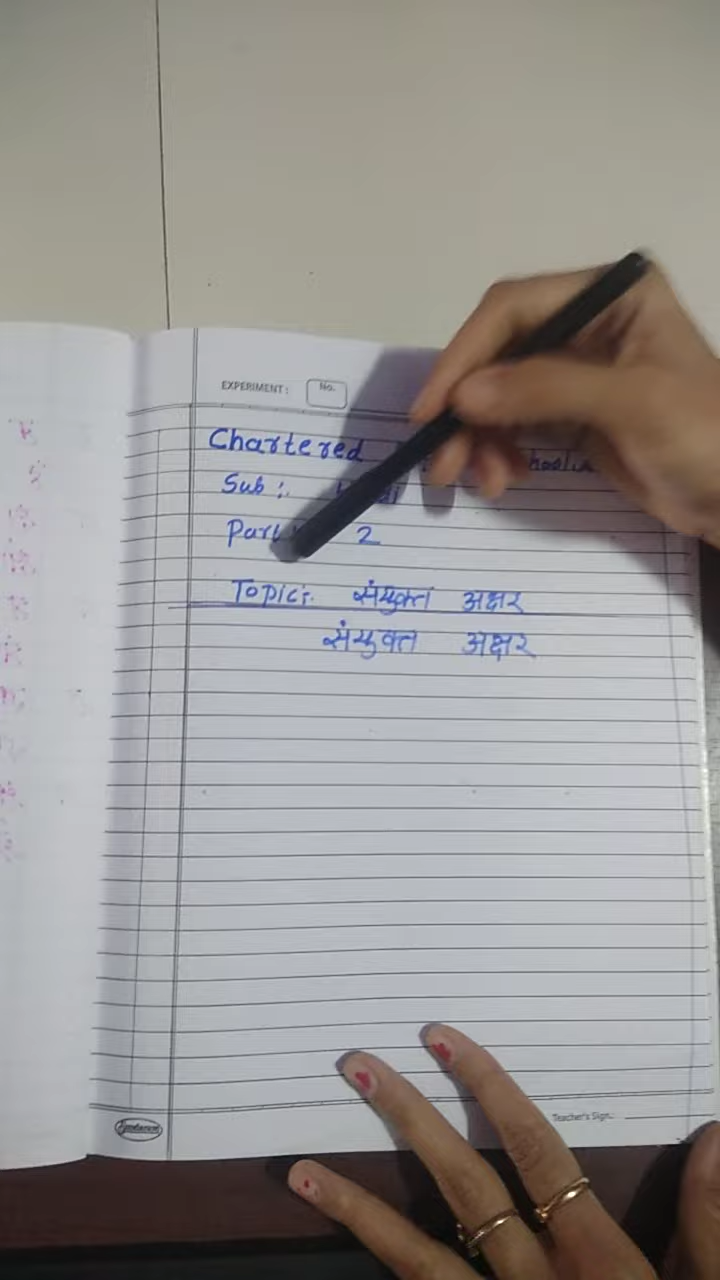 EXPERIMENT :
No.
Chartered
Sub :.
Part 2
Topic:. संयुक्त अक्षर
संयुक्त अक्षर
Teacher's Sign.: